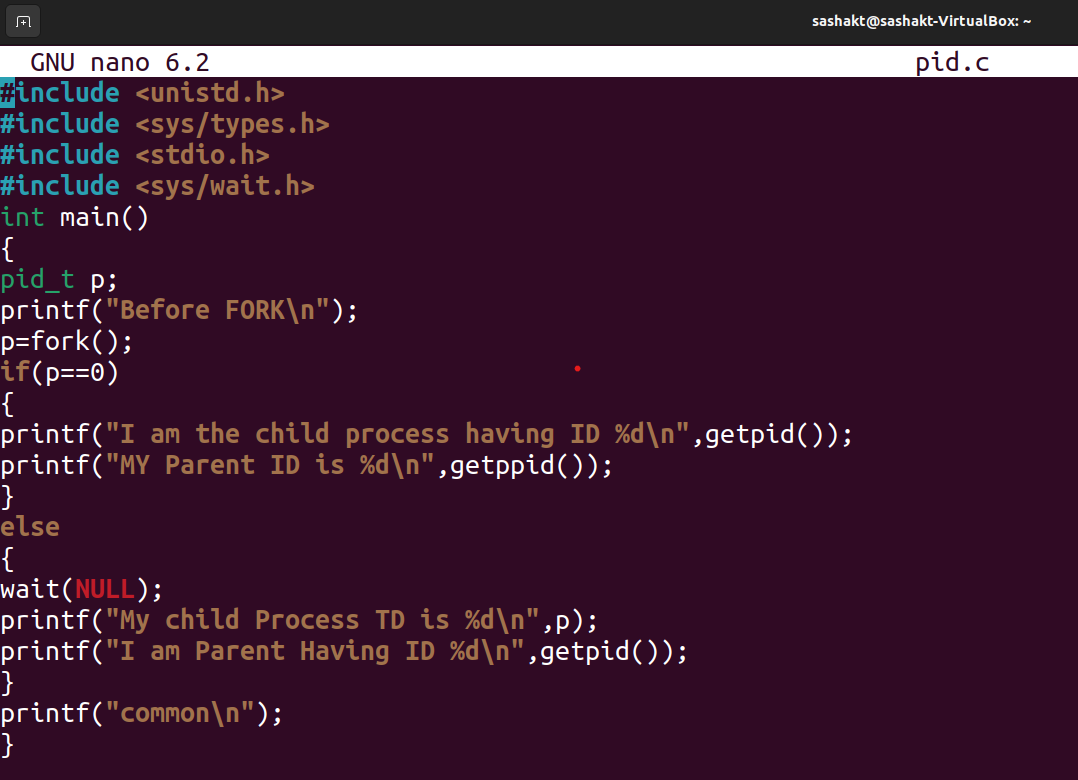 sashakt@sashakt-VirtualBox: ~
GNU nano 6.2 pid.c
#include <unistd.h>
#include <sys/types.h>
#include <stdio.h>
#include <sys/wait.h>
int main()
{
pid_t p;
printf("Before FORK\n");
p=fork();
if(p==0)
{
printf("I am the child process having ID %d\n",getpid());
printf("MY Parent ID is %d\n",getppid());
}
else
{
wait(NULL);
printf("My child Process TD is %d\n",p);
printf("I am Parent Having ID %d\n",getpid());
}
printf("common\n");
}